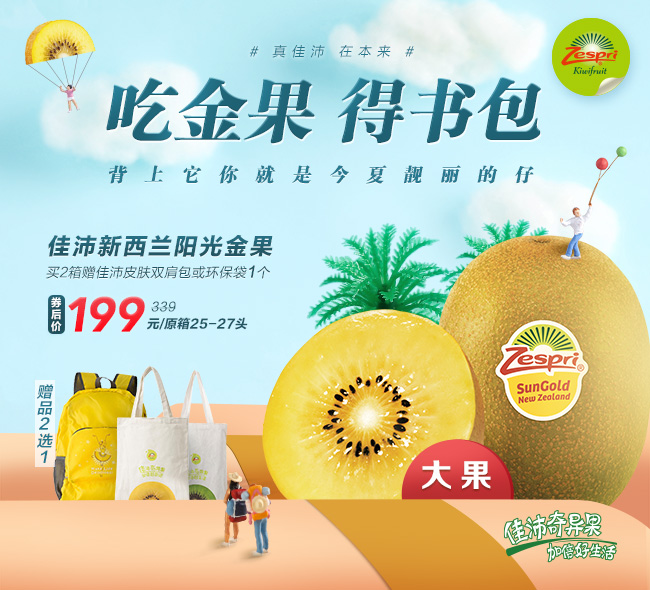 # 真佳沛 在本来 #
Zespri
Kiwifruit
吃金果 得书包
背上它你就是今夏靓丽的仔
佳沛新西兰阳光金果
买2箱赠佳沛皮肤双肩包或环保袋1个
券后价
199
339
元/原箱25-27头
赠品2选1
Zespri®
SunGold
New Zealand
大果
佳沛奇异果
加倍好生活